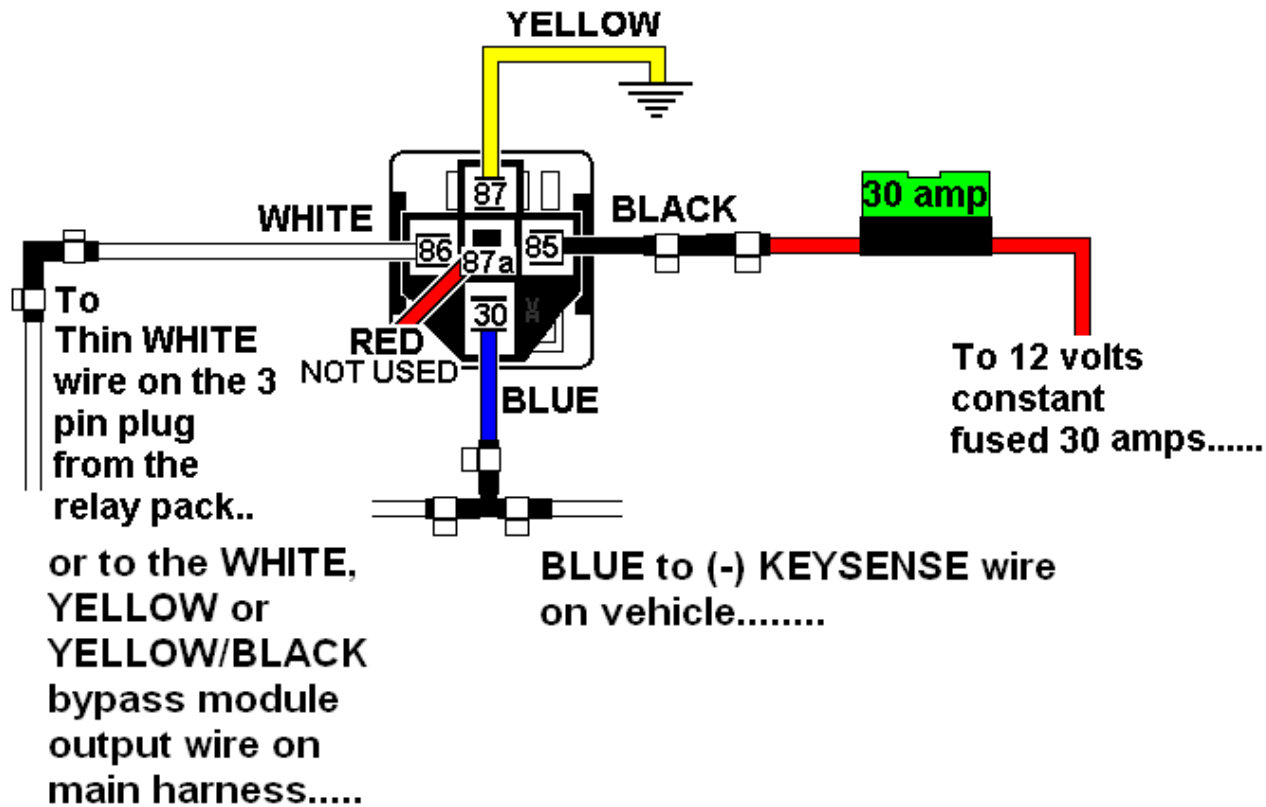 YELLOW
87
30 amp
WHITE
BLACK
86
85
87a
To
Thin WHITE
wire on the 3
pin plug
from the
relay pack..
RED
NOT USED
30
BLUE
To 12 volts
constant
fused 30 amps......
or to the WHITE,
YELLOW or
YELLOW/BLACK
bypass module
output wire on
main harness.....
BLUE to (-) KEYSENSE wire
on vehicle........